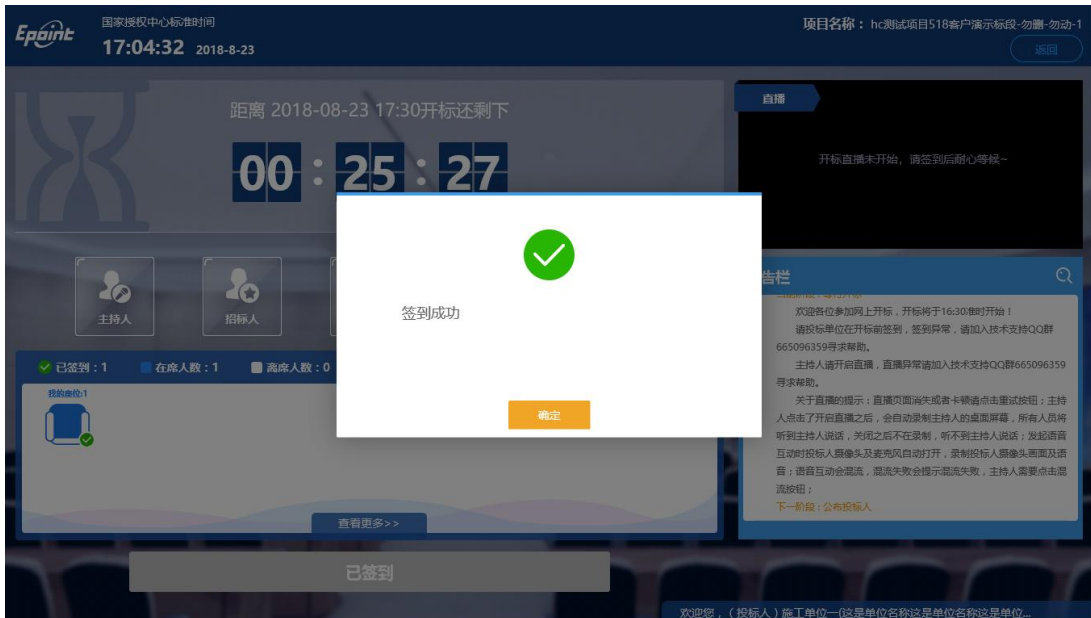 Epoint
国家授权中心标准时间
17:04:32 2018-8-23
项目名称： hc测试项目518客户演示标段-勿删-勿动-1
返回
距离 2018-08-23 17:30开标还剩下
00 : 25 : 27
直播
开标直播未开始，请签到后耐心等候~
主持人
招标人
签到成功
确定
告栏
欢迎各位参加网上开标，开标将于16:30准时开始！
请投标单位在开标前签到，签到异常，请加入技术支持QQ群
665096359寻求帮助。
主持人请开启直播，直播异常请加入技术支持QQ群665096359
寻求帮助。
关于直播的提示：直播页面消失或者卡顿请点击重试按钮；主持
人点击了开启直播之后，会自动录制主持人的桌面屏幕，所有人员将
听到主持人说话，关闭之后不在录制，听不到主持人说话；发起语音
互动时投标人摄像头及麦克风自动打开，录制投标人摄像头画面及语
音；语音互动会混流，混流失败会提示混流失败，主持人需要点击混
流按钮；
下一阶段：公布投标人
已签到：1 在席人数：1 离席人数：0
我的座位:1
查看更多>>
已签到
欢迎您，（投标人）施工单位一(这是单位名称这是单位名称这是单位...